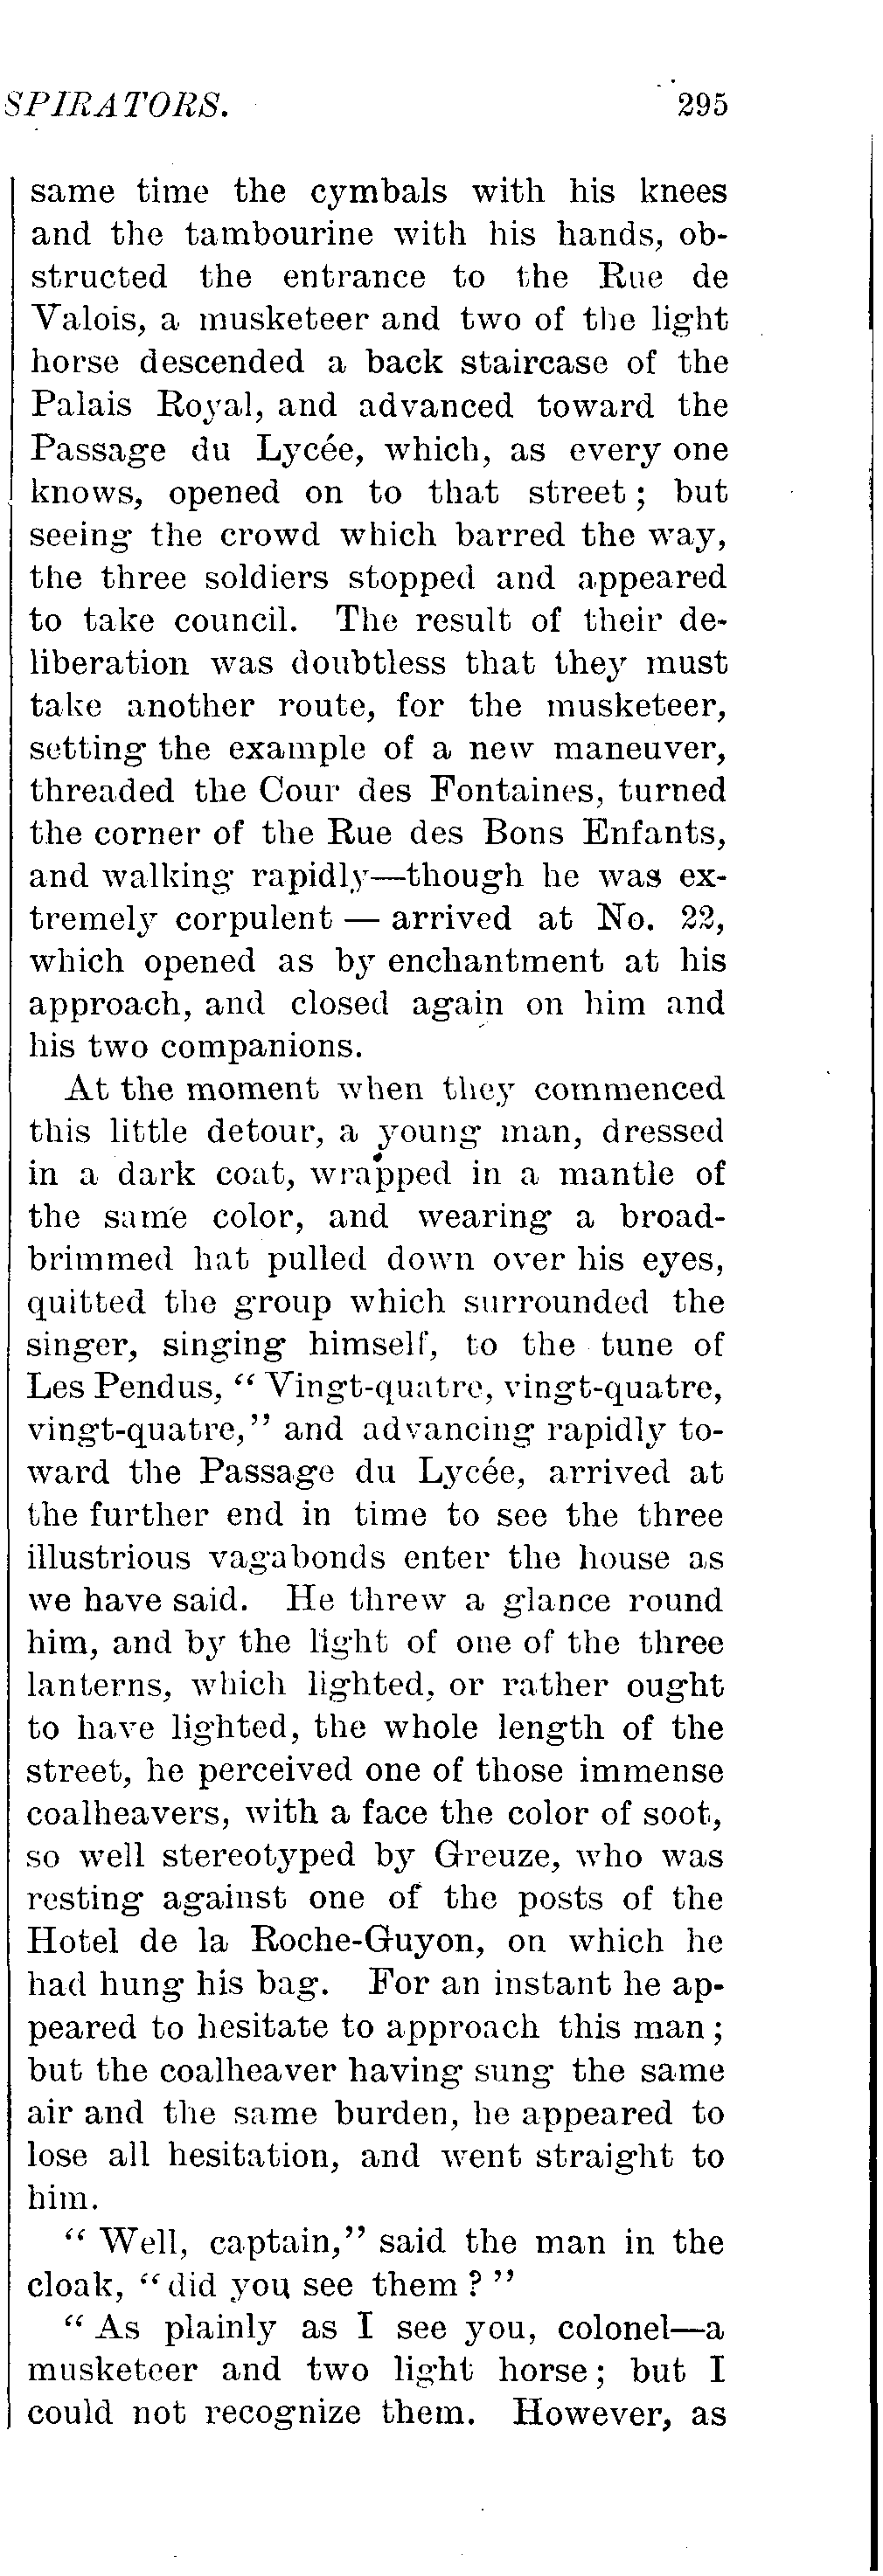 SPIRATORS. 295
same time the cymbals with his knees
and the tambourine with his hands, ob-
structed the entrance to the Rue de
Valois, a musketeer and two of the light
horse descended a back staircase of the
Palais Royal, and advanced toward the
Passage du Lycée, which, as every one
knows, opened on to that street; but
seeing the crowd which barred the way,
the three soldiers stopped and appeared
to take council. The result of their de-
liberation was doubtless that they must
take another route, for the musketeer,
setting the example of a new maneuver,
threaded the Cour des Fontaines, turned
the corner of the Rue des Bons Enfants,
and walking rapidly—though he was ex-
tremely corpulent — arrived at No. 22,
which opened as by enchantment at his
approach, and closed again on him and
his two companions.
At the moment when they commenced
this little detour, a young man, dressed
in a dark coat, wrapped in a mantle of
the same color, and wearing a broad-
brimmed hat pulled down over his eyes,
quitted the group which surrounded the
singer, singing himself, to the tune of
Les Pendus, "Vingt-quatre, vingt-quatre,
vingt-quatre," and advancing rapidly to-
ward the Passage du Lycée, arrived at
the further end in time to see the three
illustrious vagabonds enter the house as
we have said. He threw a glance round
him, and by the light of one of the three
lanterns, which lighted, or rather ought
to have lighted, the whole length of the
street, he perceived one of those immense
coalheavers, with a face the color of soot,
so well stereotyped by Greuze, who was
resting against one of the posts of the
Hotel de la Roche-Guyon, on which he
had hung his bag. For an instant he ap-
peared to hesitate to approach this man;
but the coalheaver having sung the same
air and the same burden, he appeared to
lose all hesitation, and went straight to
him.
"Well, captain," said the man in the
cloak, "did you see them?"
"As plainly as I see you, colonel—a
musketeer and two light horse; but I
could not recognize them. However, as